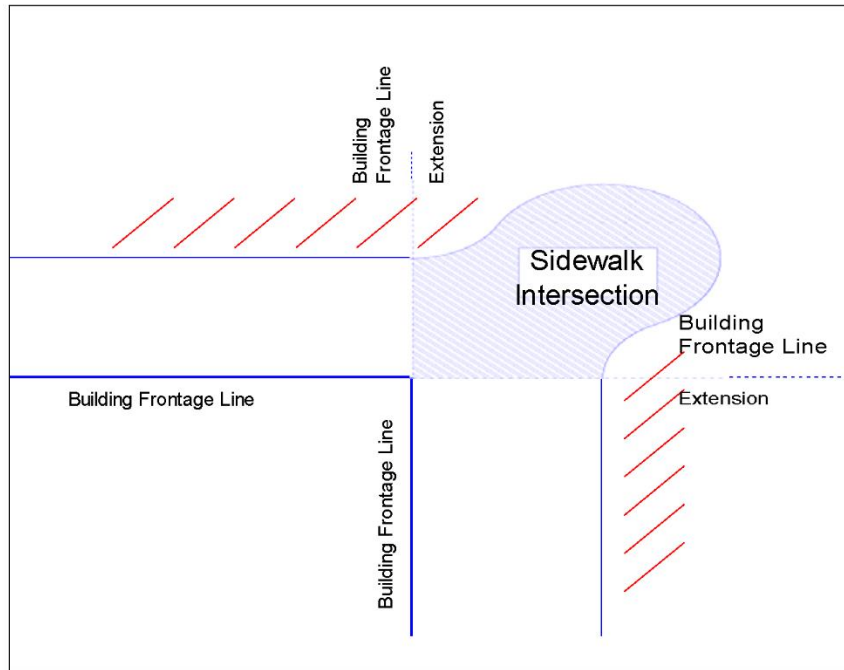 Building
Frontage Line
Extension
Sidewalk
Intersection
Building
Frontage Line
Extension
Building Frontage Line
Building Frontage Line